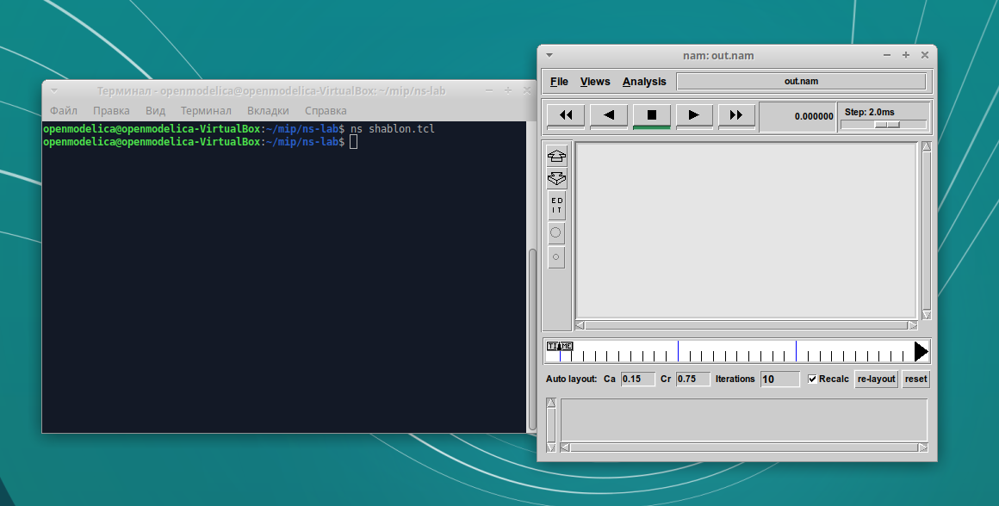 Терминал - openmodelica@openmodelica-VirtualBox: ~/mip/ns-lab
Файл Правка Вид Терминал Вкладки Справка
openmodelica@openmodelica-VirtualBox:~/mip/ns-lab$ ns shablon.tcl
openmodelica@openmodelica-VirtualBox:~/mip/ns-lab$
nam: out.nam
File Views Analysis out.nam
0.000000 Step: 2.0ms
ED
IT
TIME
Auto layout: Ca 0.15 Cr 0.75 Iterations 10 Recalc re-layout reset